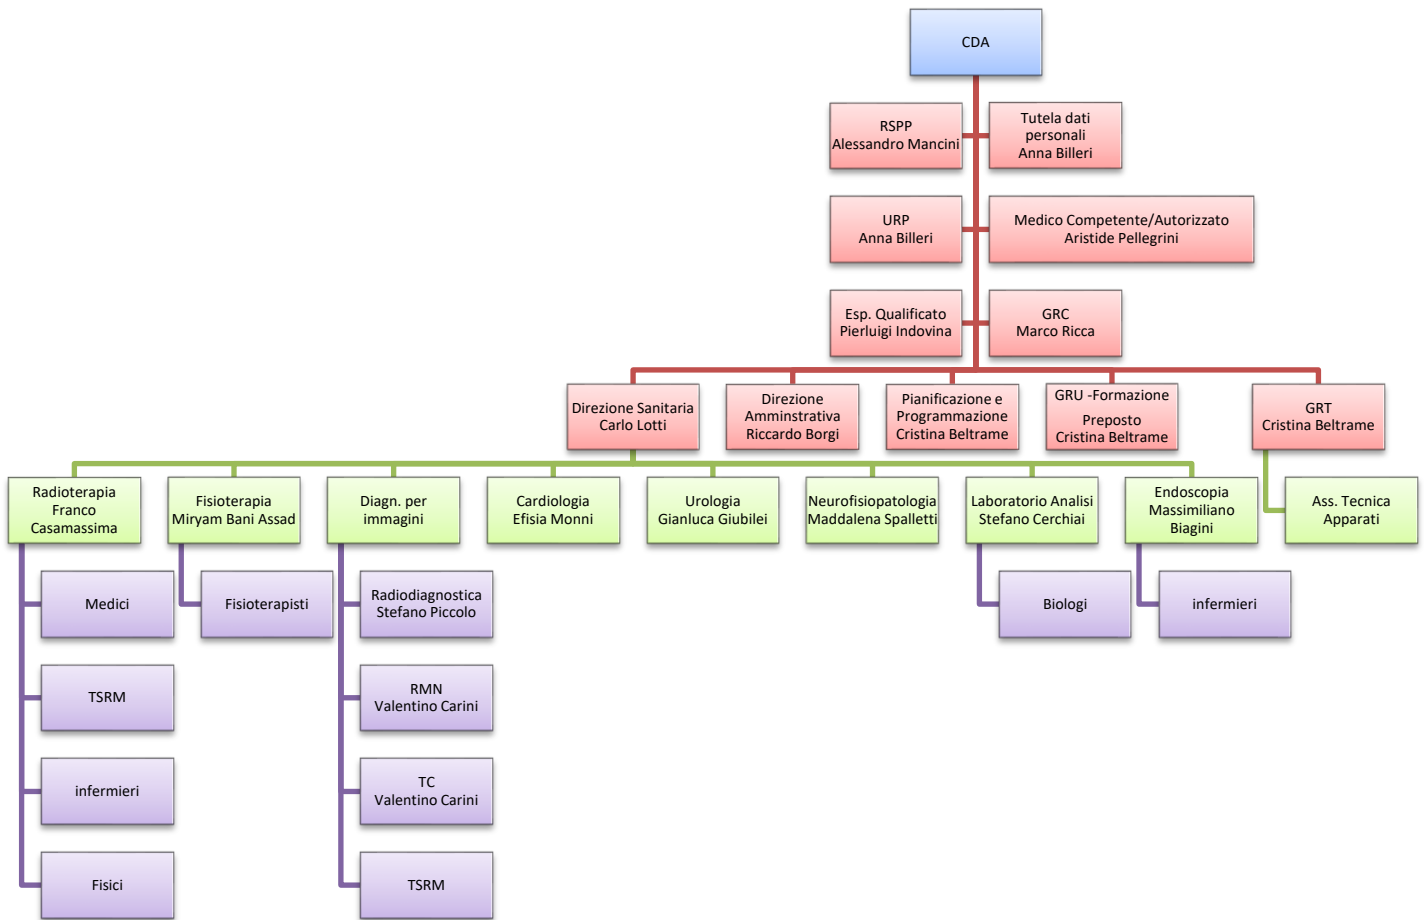 CDA
RSPP
Alessandro Mancini
Tutela dati
personali
Anna Billeri
URP
Anna Billeri
Medico Competente/Autorizzato
Aristide Pellegrini
Esp. Qualificato
Pierluigi Indovina
GRC
Marco Ricca
Direzione Sanitaria
Carlo Lotti
Direzione
Amminstrativa
Riccardo Borgi
Pianificazione e
Programmazione
Cristina Beltrame
GRU -Formazione
Preposto
Cristina Beltrame
GRT
Cristina Beltrame
Radioterapia
Franco
Casamassima
Fisioterapia
Miryam Bani Assad
Diagn. per
immagini
Cardiologia
Efisia Monni
Urologia
Gianluca Giubilei
Neurofisiopatologia
Maddalena Spalletti
Laboratorio Analisi
Stefano Cerchiai
Endoscopia
Massimiliano
Biagini
Ass. Tecnica
Apparati
Medici
Fisioterapisti
Radiodiagnostica
Stefano Piccolo
Biologi
infermieri
TSRM
RMN
Valentino Carini
infermieri
TC
Valentino Carini
Fisici
TSRM